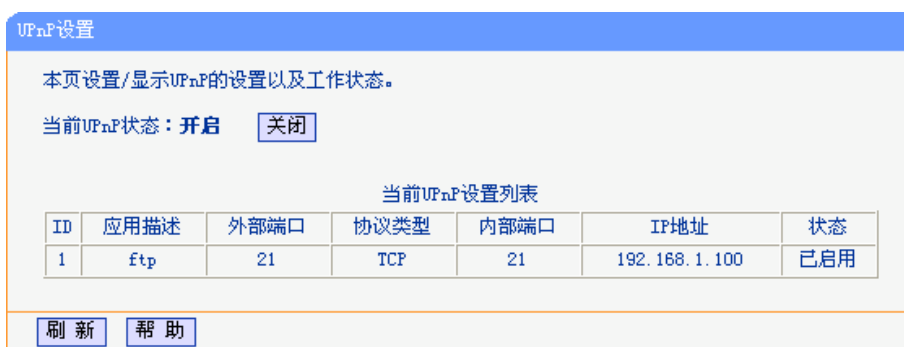 UPnP设置
本页设置/显示UPnP的设置以及工作状态。
当前UPnP状态：开启 关闭
当前UPnP设置列表
ID 应用描述 外部端口 协议类型 内部端口 IP地址 状态
1 ftp 21 TCP 21 192.168.1.100 已启用
刷 新 帮 助